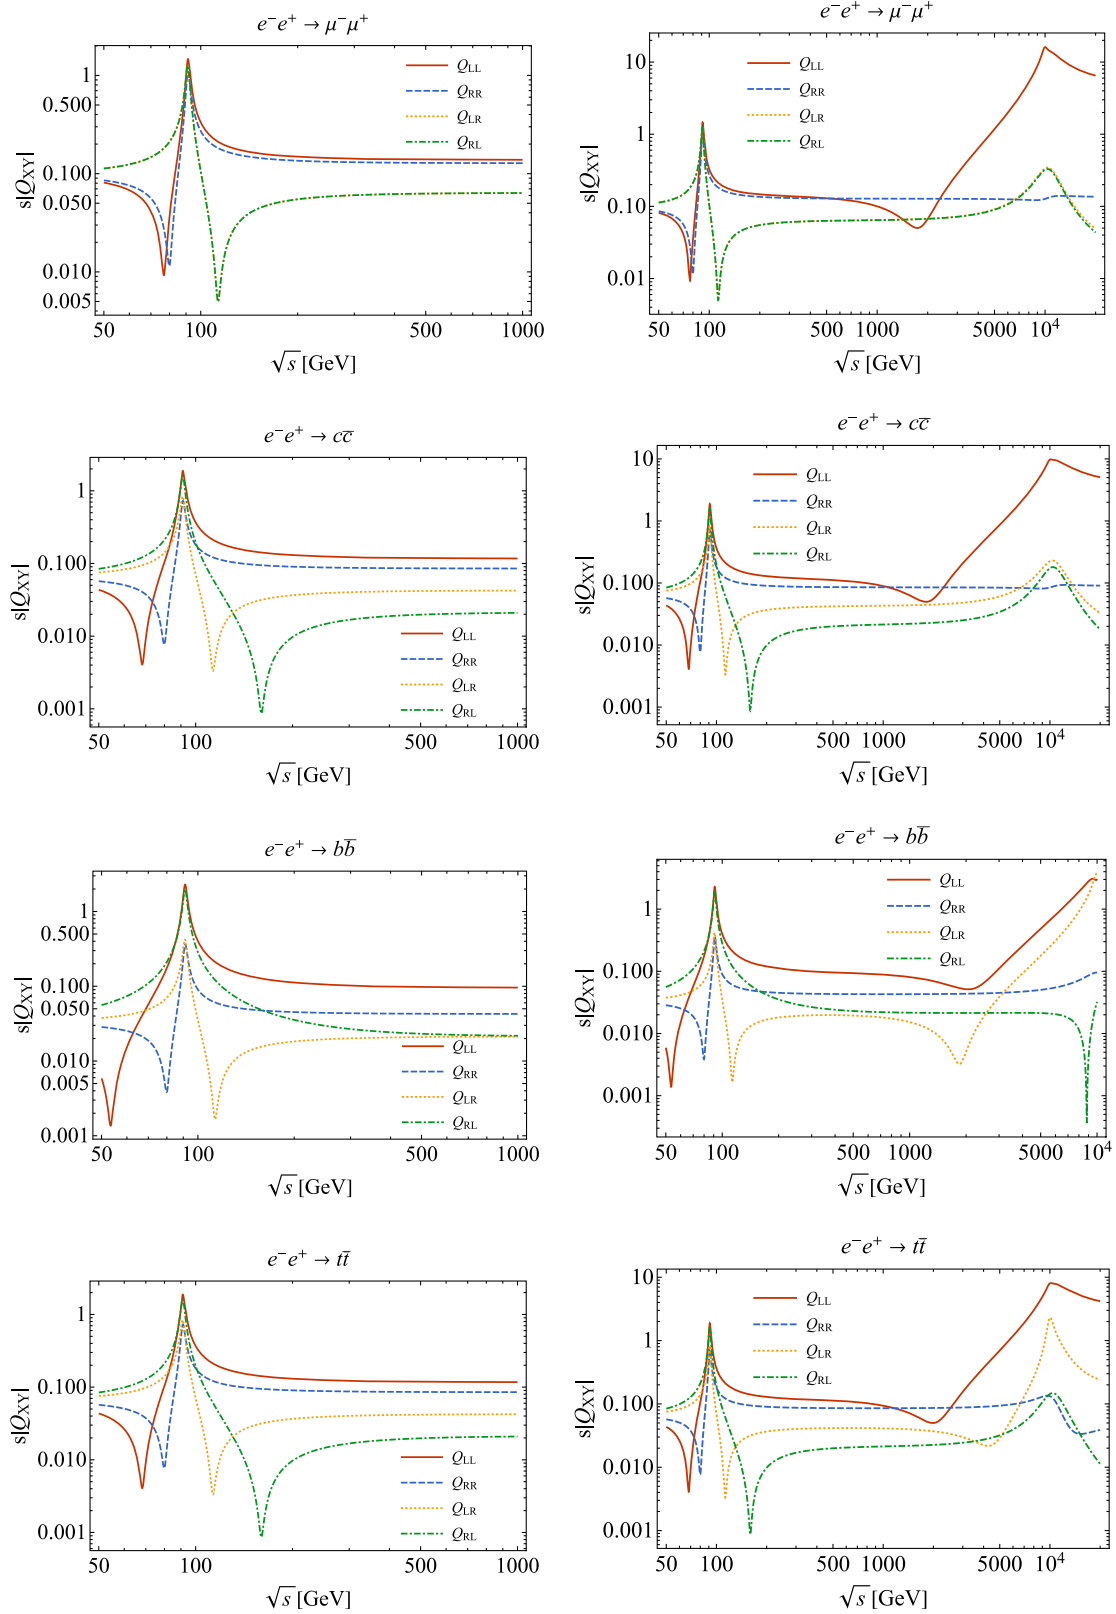 e⁻e⁺ → μ⁻μ⁺
1
0.500
0.100
0.050
0.010
0.005
s|Q_XY|
Q_LL
Q_RR
Q_LR
Q_RL
50 100 500 1000
√s [GeV]
e⁻e⁺ → μ⁻μ⁺
10
1
0.10
0.01
s|Q_XY|
Q_LL
Q_RR
Q_LR
Q_RL
50 100 500 1000 5000 10⁴
√s [GeV]
e⁻e⁺ → cc̅
1
0.100
0.010
0.001
s|Q_XY|
Q_LL
Q_RR
Q_LR
Q_RL
50 100 500 1000
√s [GeV]
e⁻e⁺ → cc̅
10
1
0.100
0.010
0.001
s|Q_XY|
Q_LL
Q_RR
Q_LR
Q_RL
50 100 500 1000 5000 10⁴
√s [GeV]
e⁻e⁺ → bb̅
1
0.500
0.100
0.050
0.010
0.005
0.001
s|Q_XY|
Q_LL
Q_RR
Q_LR
Q_RL
50 100 500 1000
√s [GeV]
e⁻e⁺ → bb̅
1
0.100
0.010
0.001
s|Q_XY|
Q_LL
Q_RR
Q_LR
Q_RL
50 100 500 1000 5000 10⁴
√s [GeV]
e⁻e⁺ → tt̅
1
0.100
0.010
0.001
s|Q_XY|
Q_LL
Q_RR
Q_LR
Q_RL
50 100 500 1000
√s [GeV]
e⁻e⁺ → tt̅
10
1
0.100
0.010
0.001
s|Q_XY|
Q_LL
Q_RR
Q_LR
Q_RL
50 100 500 1000 5000 10⁴
√s [GeV]